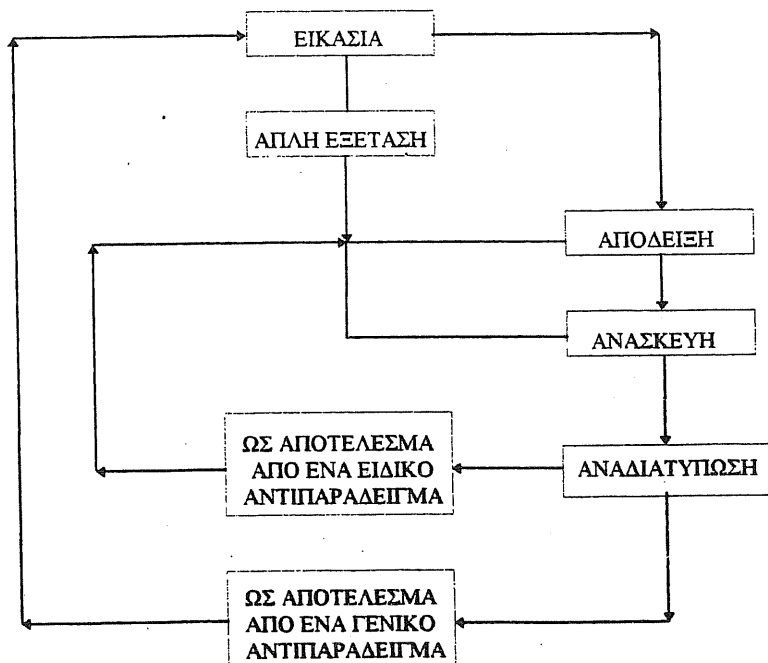 ΕΙΚΑΣΙΑ
ΑΠΛΗ ΕΞΕΤΑΣΗ
ΑΠΟΔΕΙΞΗ
ΑΝΑΣΚΕΥΗ
ΩΣ ΑΠΟΤΕΛΕΣΜΑ
ΑΠΟ ΕΝΑ ΕΙΔΙΚΟ
ΑΝΤΙΠΑΡΑΔΕΙΓΜΑ
ΑΝΑΔΙΑΤΥΠΩΣΗ
ΩΣ ΑΠΟΤΕΛΕΣΜΑ
ΑΠΟ ΕΝΑ ΓΕΝΙΚΟ
ΑΝΤΙΠΑΡΑΔΕΙΓΜΑ